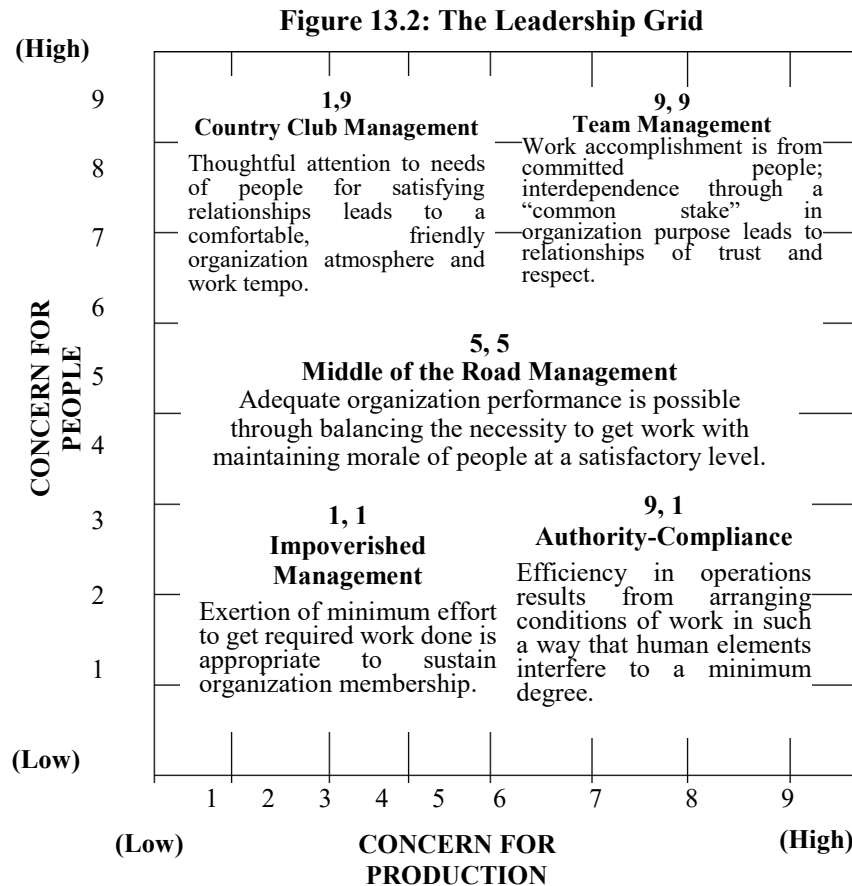 Figure 13.2: The Leadership Grid
(High)
9
8
7
6
5
4
3
2
1
(Low)
CONCERN FOR
PEOPLE
1,9
Country Club Management
Thoughtful attention to needs
of people for satisfying
relationships leads to a
comfortable, friendly
organization atmosphere and
work tempo.
9, 9
Team Management
Work accomplishment is from
committed people;
interdependence through a
“common stake” in
organization purpose leads to
relationships of trust and
respect.
5, 5
Middle of the Road Management
Adequate organization performance is possible
through balancing the necessity to get work with
maintaining morale of people at a satisfactory level.
1, 1
Impoverished
Management
Exertion of minimum effort
to get required work done is
appropriate to sustain
organization membership.
9, 1
Authority-Compliance
Efficiency in operations
results from arranging
conditions of work in such
a way that human elements
interfere to a minimum
degree.
1 2 3 4 5 6 7 8 9
(Low)
CONCERN FOR
PRODUCTION
(High)